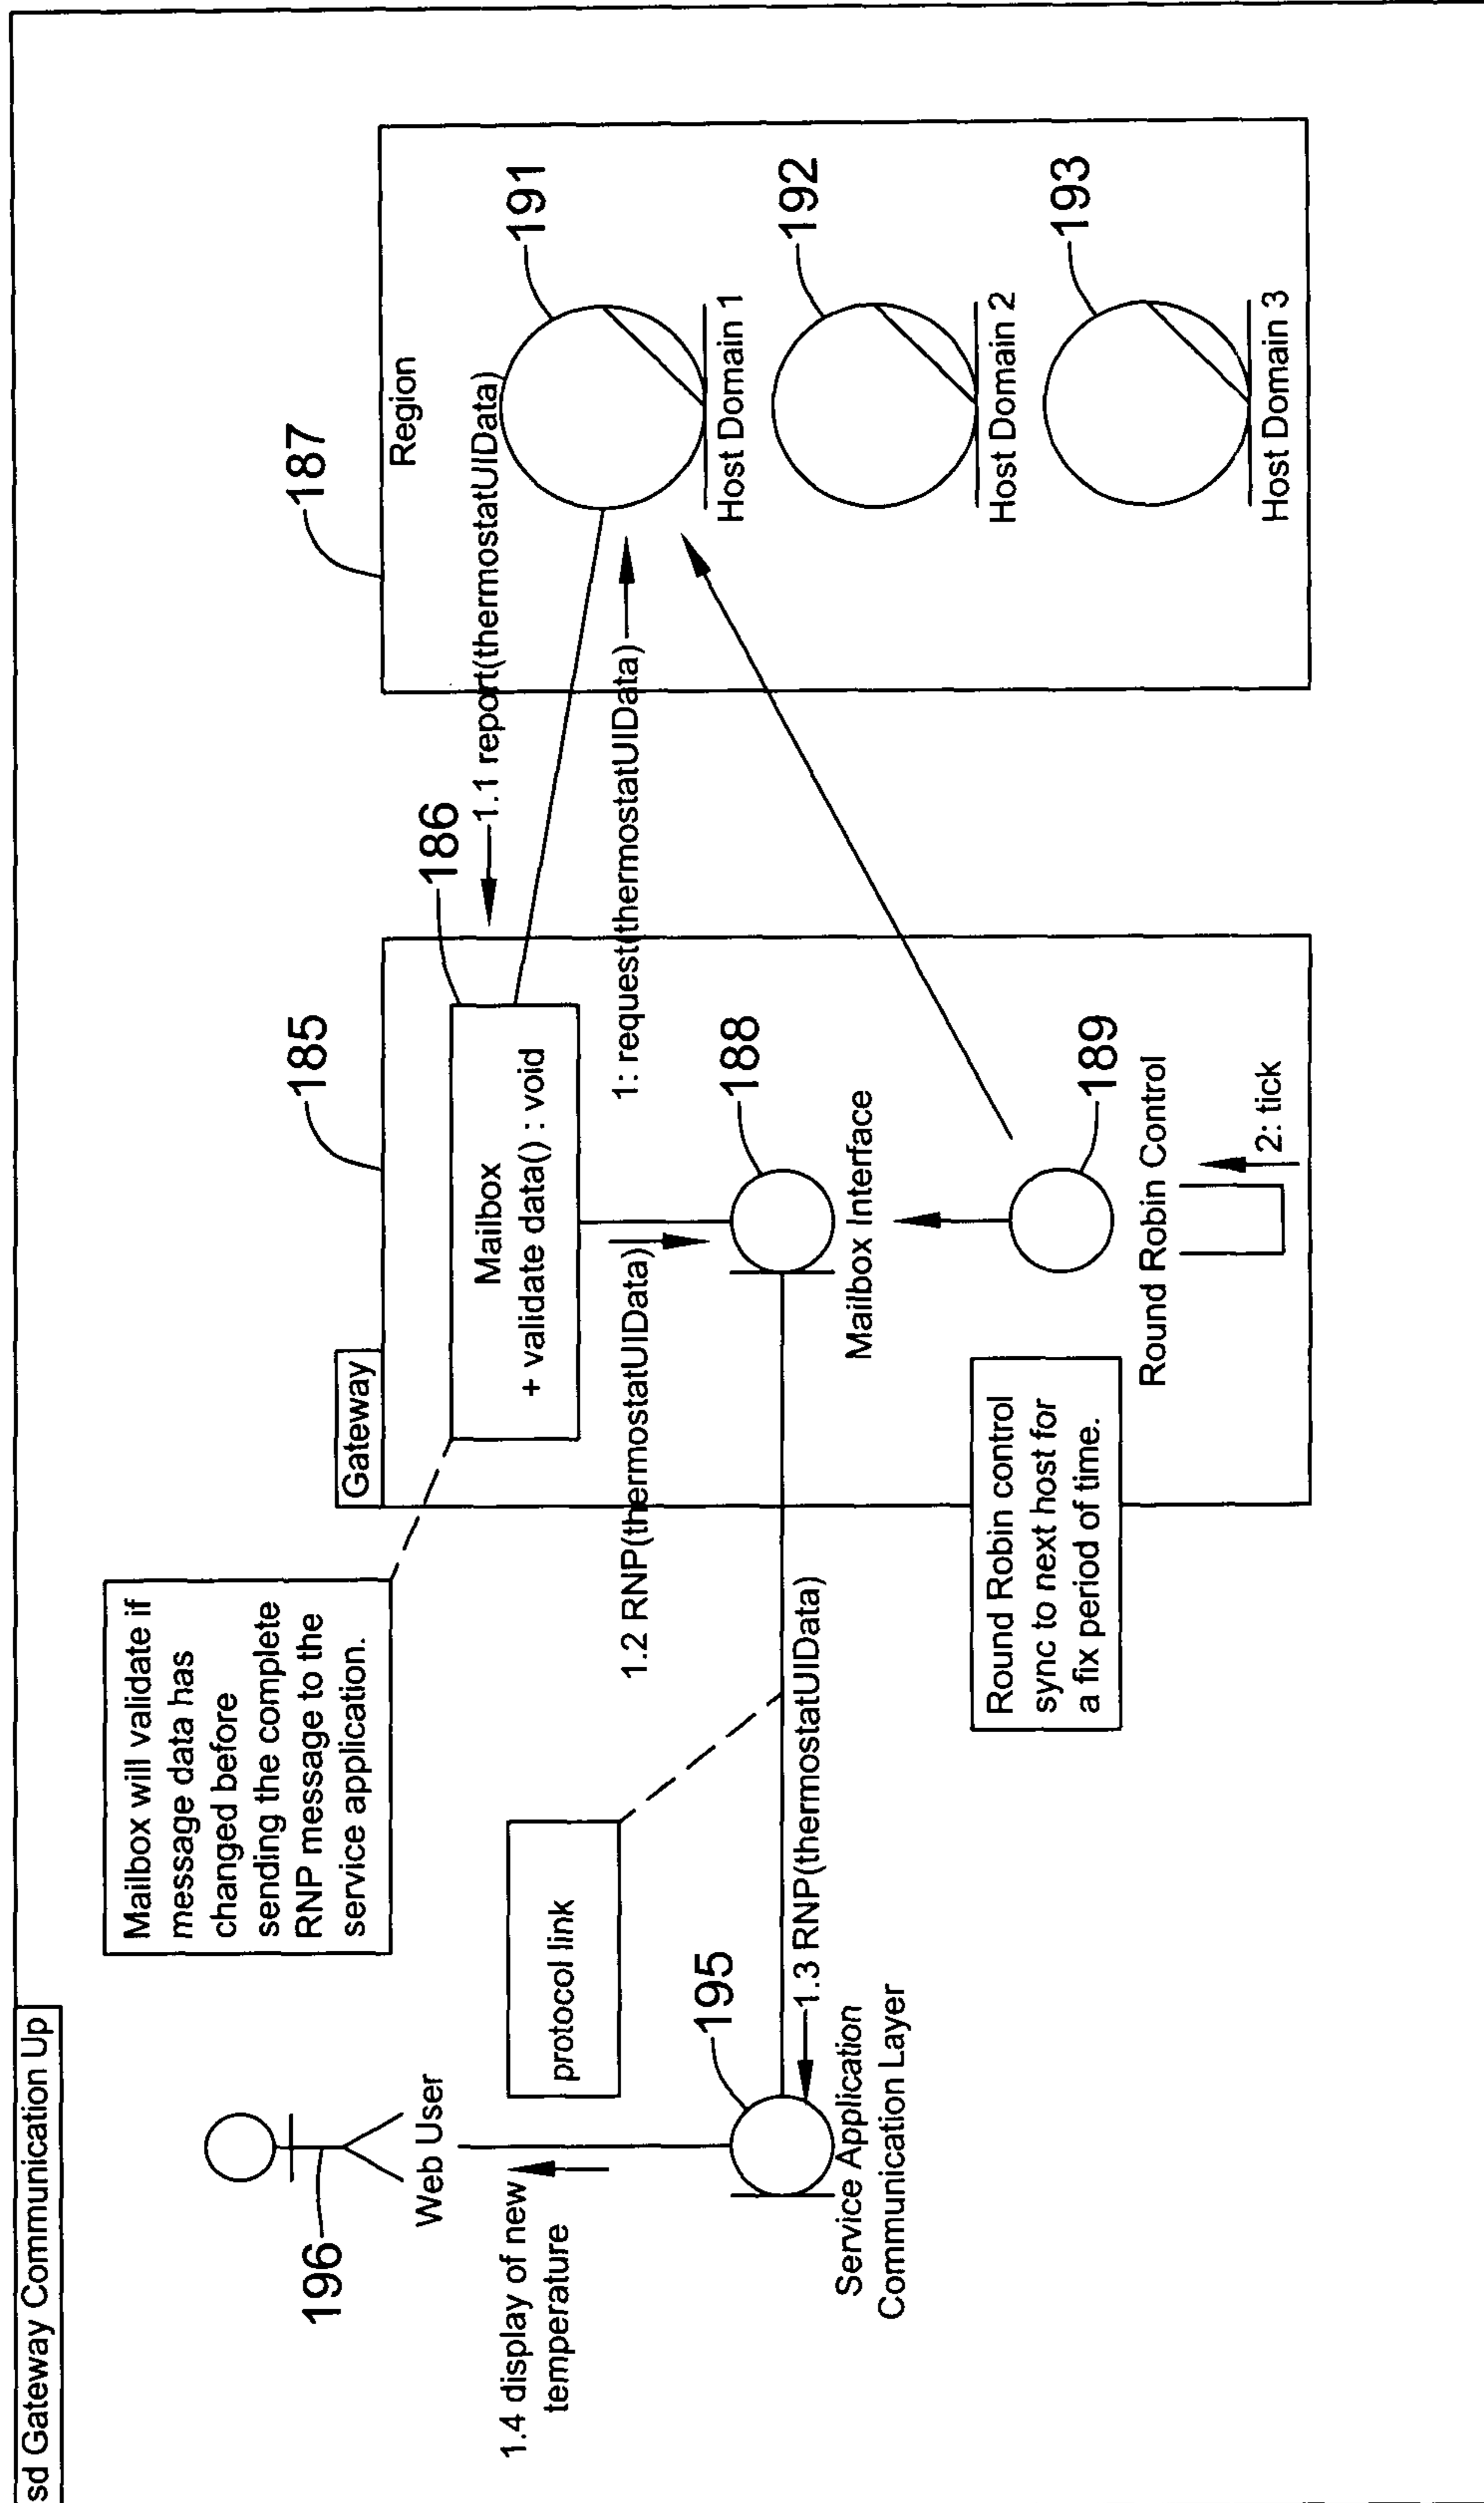 sd Gateway Communication Up
196
Web User
1.4 display of new
temperature
Mailbox will validate if
message data has
changed before
sending the complete
RNP message to the
service application.
protocol link
195
1.3 RNP(thermostatUIData)
Service Application
Communication Layer
185
Gateway
186
Mailbox
+ validate data() : void
1.2 RNP(thermostatUIData)
188
Mailbox Interface
Round Robin control
sync to next host for
a fix period of time.
189
Round Robin Control
2: tick
1.1 report(thermostatUIData)
1: request(thermostatUIData)
187
Region
191
Host Domain 1
192
Host Domain 2
193
Host Domain 3